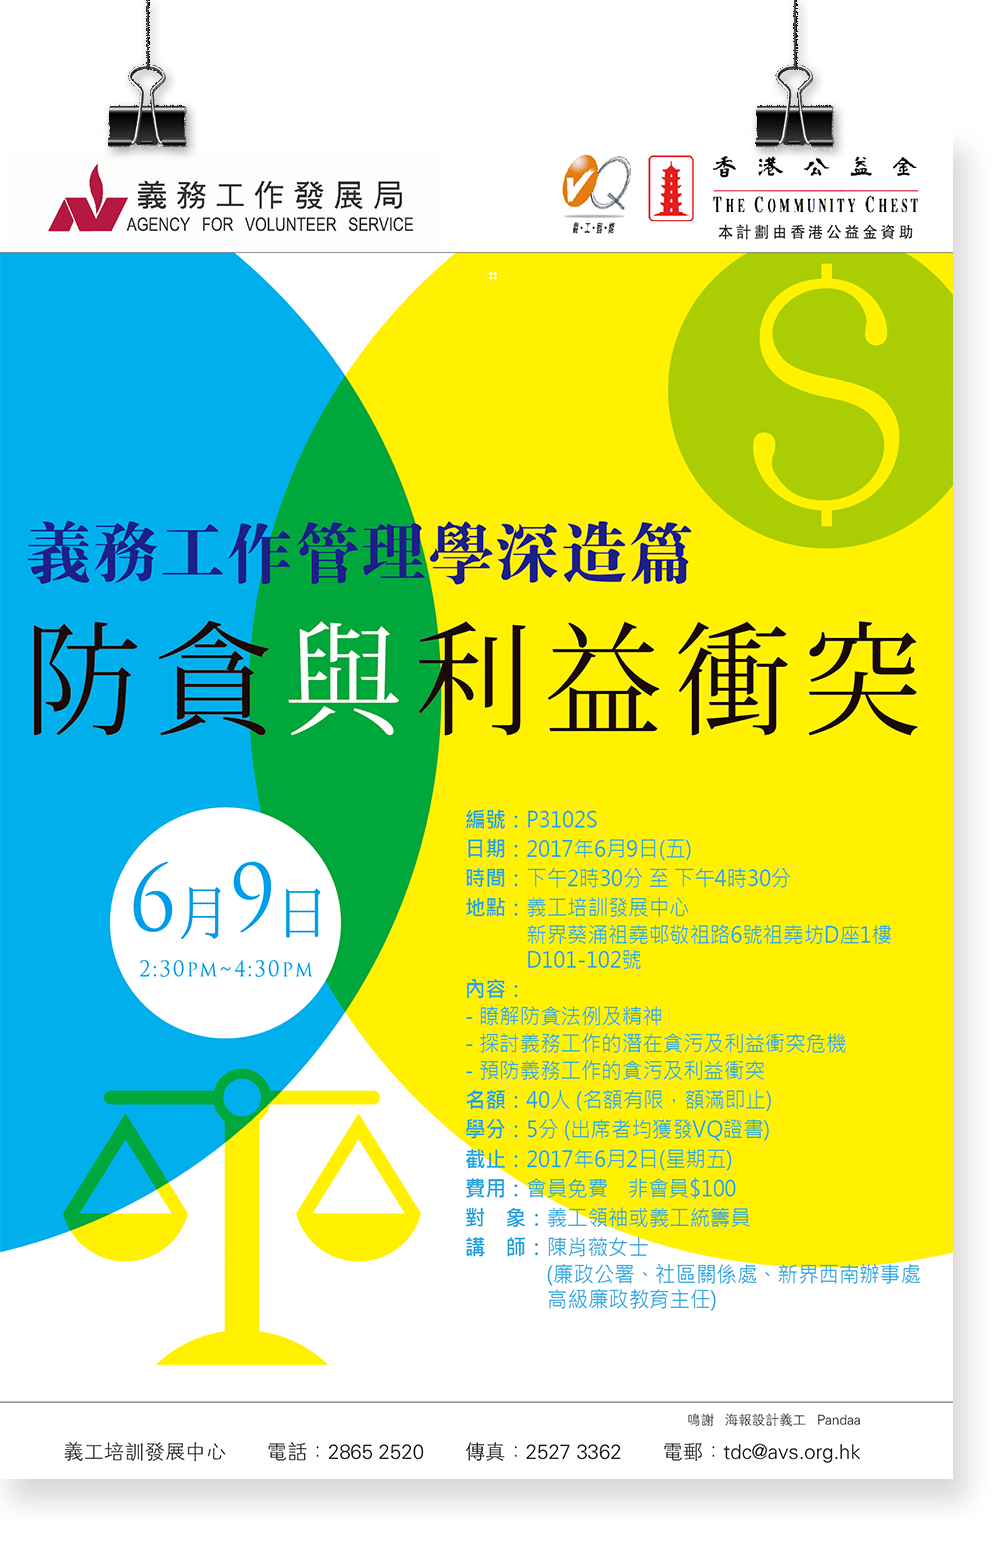 義務工作發展局
AGENCY FOR VOLUNTEER SERVICE
VQ
義·工·智·能
香港公益金
THE COMMUNITY CHEST
本計劃由香港公益金資助
$
義務工作管理學深造篇
防貪與利益衝突
6月9日
2:30PM~4:30PM
編號：P3102S
日期：2017年6月9日(五)
時間：下午2時30分 至 下午4時30分
地點：義工培訓發展中心
新界葵涌祖堯邨敬祖路6號祖堯坊D座1樓
D101-102號
內容：
- 瞭解防貪法例及精神
- 探討義務工作的潛在貪污及利益衝突危機
- 預防義務工作的貪污及利益衝突
名額：40人 (名額有限，額滿即止)
學分：5分 (出席者均獲發VQ證書)
截止：2017年6月2日(星期五)
費用：會員免費　非會員$100
對　象：義工領袖或義工統籌員
講　師：陳肖薇女士
(廉政公署、社區關係處、新界西南辦事處
高級廉政教育主任)
鳴謝　海報設計義工　Pandaa
義工培訓發展中心　電話：2865 2520　傳真：2527 3362　電郵：tdc@avs.org.hk